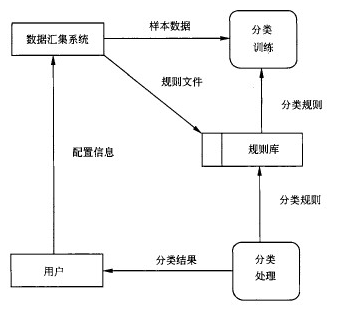 数据汇集系统
样本数据
分类
训练
规则文件
分类规则
配置信息
规则库
分类规则
用户
分类结果
分类
处理